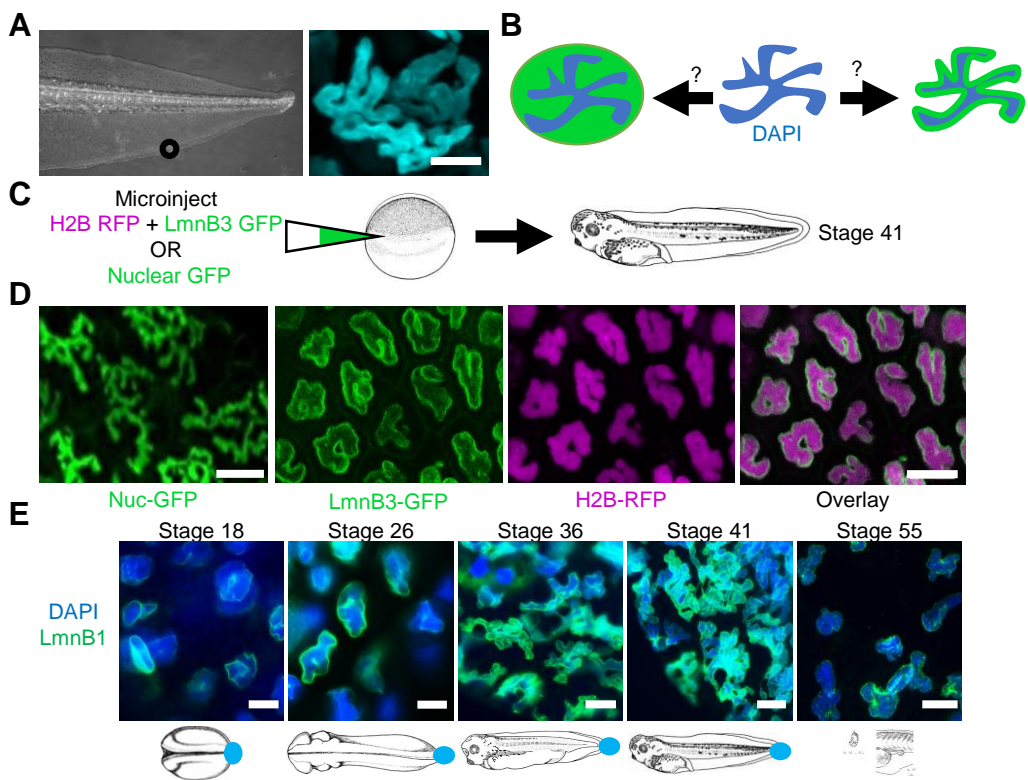 A
B
?
?
DAPI
C
Microinject
H2B RFP + LmnB3 GFP
OR
Nuclear GFP
Stage 41
D
Nuc-GFP
LmnB3-GFP
H2B-RFP
Overlay
E
Stage 18
Stage 26
Stage 36
Stage 41
Stage 55
DAPI
LmnB1